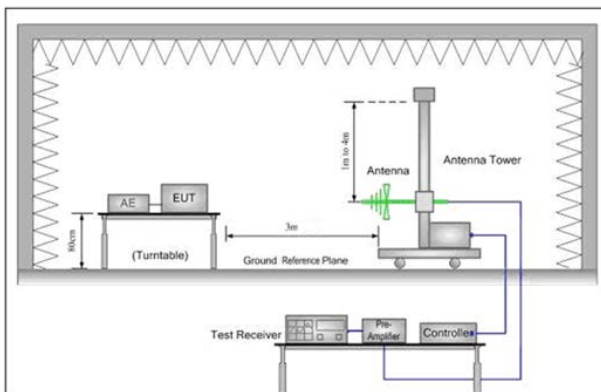 1m to 4m
Antenna
Antenna Tower
AE
EUT
80cm
(Turntable)
3m
Ground Reference Plane
Test Receiver
Pre-
Amplifier
Controller